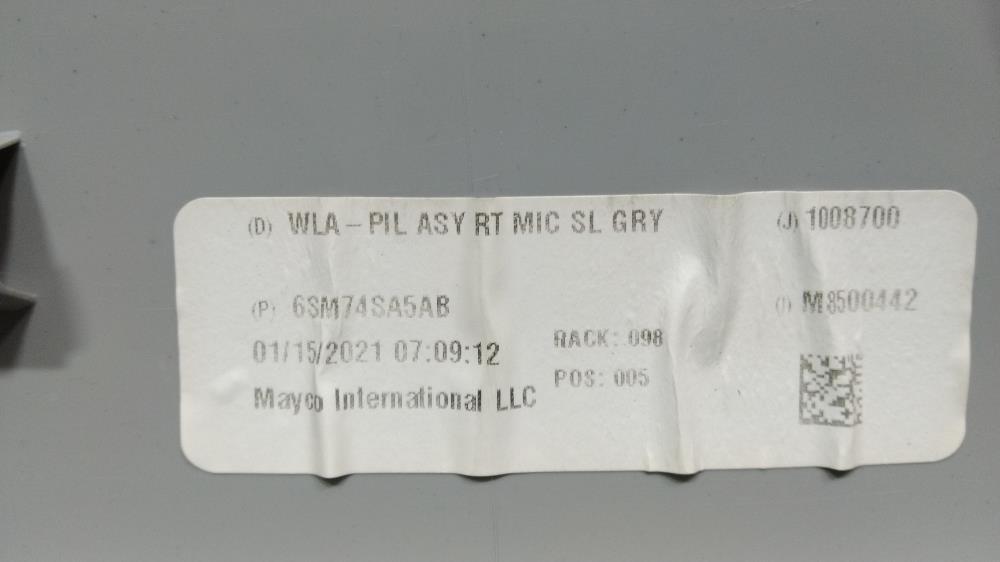 (D) WLA-PIL ASY RT MIC SL GRY (J) 1008700
(P) 6SM74SA5AB (I) M8500442
01/15/2021 07:09:12 RACK: 098
POS: 005
Mayco International LLC